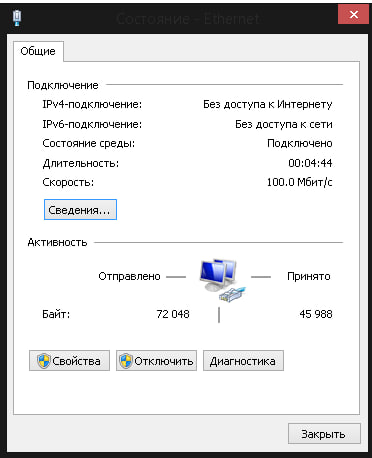 Состояние - Ethernet
Общие
Подключение
IPv4-подключение: Без доступа к Интернету
IPv6-подключение: Без доступа к сети
Состояние среды: Подключено
Длительность: 00:04:44
Скорость: 100.0 Мбит/с
Сведения...
Активность
Отправлено — Принято
Байт: 72 048 | 45 988
Свойства Отключить Диагностика
Закрыть